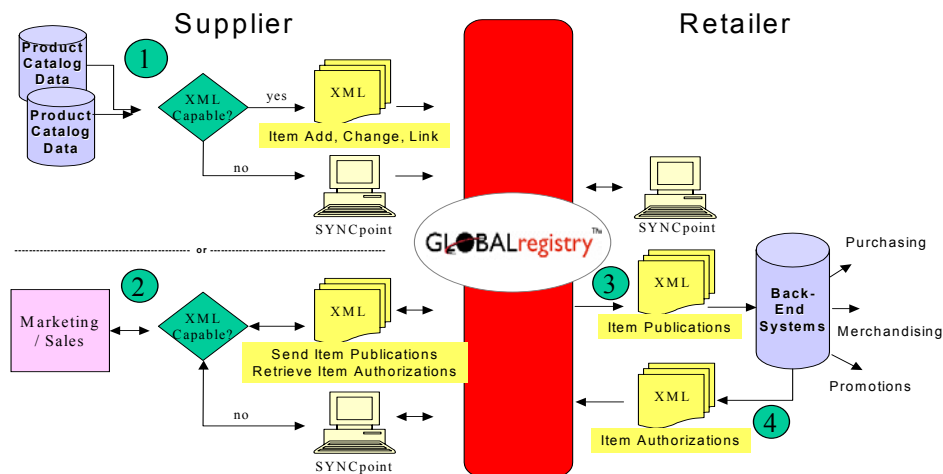 Supplier
Retailer
Product
Catalog
Data
Product
Catalog
Data
1
XML
Capable?
yes
XML
Item Add, Change, Link
no
SYNCpoint
SYNCpoint
GLOBALregistry™
or
2
Marketing
/ Sales
XML
Capable?
XML
Send Item Publications
Retrieve Item Authorizations
no
SYNCpoint
3
XML
Item Publications
Back-
End
Systems
Purchasing
Merchandising
Promotions
XML
Item Authorizations
4